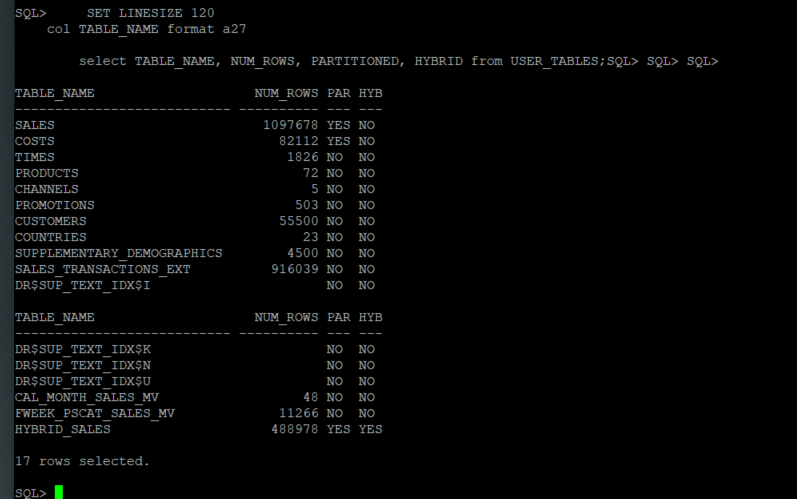 SQL>     SET LINESIZE 120
    col TABLE_NAME format a27
        select TABLE_NAME, NUM_ROWS, PARTITIONED, HYBRID from USER_TABLES;SQL> SQL> SQL>
TABLE_NAME                    NUM_ROWS PAR HYB
--------------------------- ---------- --- ---
SALES                          1097678 YES NO
COSTS                            82112 YES NO
TIMES                             1826 NO  NO
PRODUCTS                            72 NO  NO
CHANNELS                             5 NO  NO
PROMOTIONS                         503 NO  NO
CUSTOMERS                        55500 NO  NO
COUNTRIES                           23 NO  NO
SUPPLEMENTARY_DEMOGRAPHICS        4500 NO  NO
SALES_TRANSACTIONS_EXT          916039 NO  NO
DR$SUP_TEXT_IDX$I                      NO  NO
TABLE_NAME                    NUM_ROWS PAR HYB
--------------------------- ---------- --- ---
DR$SUP_TEXT_IDX$K                      NO  NO
DR$SUP_TEXT_IDX$N                      NO  NO
DR$SUP_TEXT_IDX$U                      NO  NO
CAL_MONTH_SALES_MV                  48 NO  NO
FWEEK_PSCAT_SALES_MV             11266 NO  NO
HYBRID_SALES                    488978 YES YES
17 rows selected.
SQL>